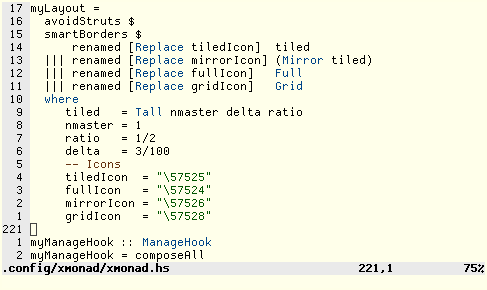 17 myLayout =
16   avoidStruts $
15   smartBorders $
14       renamed [Replace tiledIcon]  tiled
13   ||| renamed [Replace mirrorIcon] (Mirror tiled)
12   ||| renamed [Replace fullIcon]   Full
11   ||| renamed [Replace gridIcon]   Grid
10   where
9      tiled   = Tall nmaster delta ratio
8      nmaster = 1
7      ratio   = 1/2
6      delta   = 3/100
5      -- Icons
4      tiledIcon  = "\57525"
3      fullIcon   = "\57524"
2      mirrorIcon = "\57526"
1      gridIcon   = "\57528"
221
1 myManageHook :: ManageHook
2 myManageHook = composeAll
.config/xmonad/xmonad.hs 221,1 75%